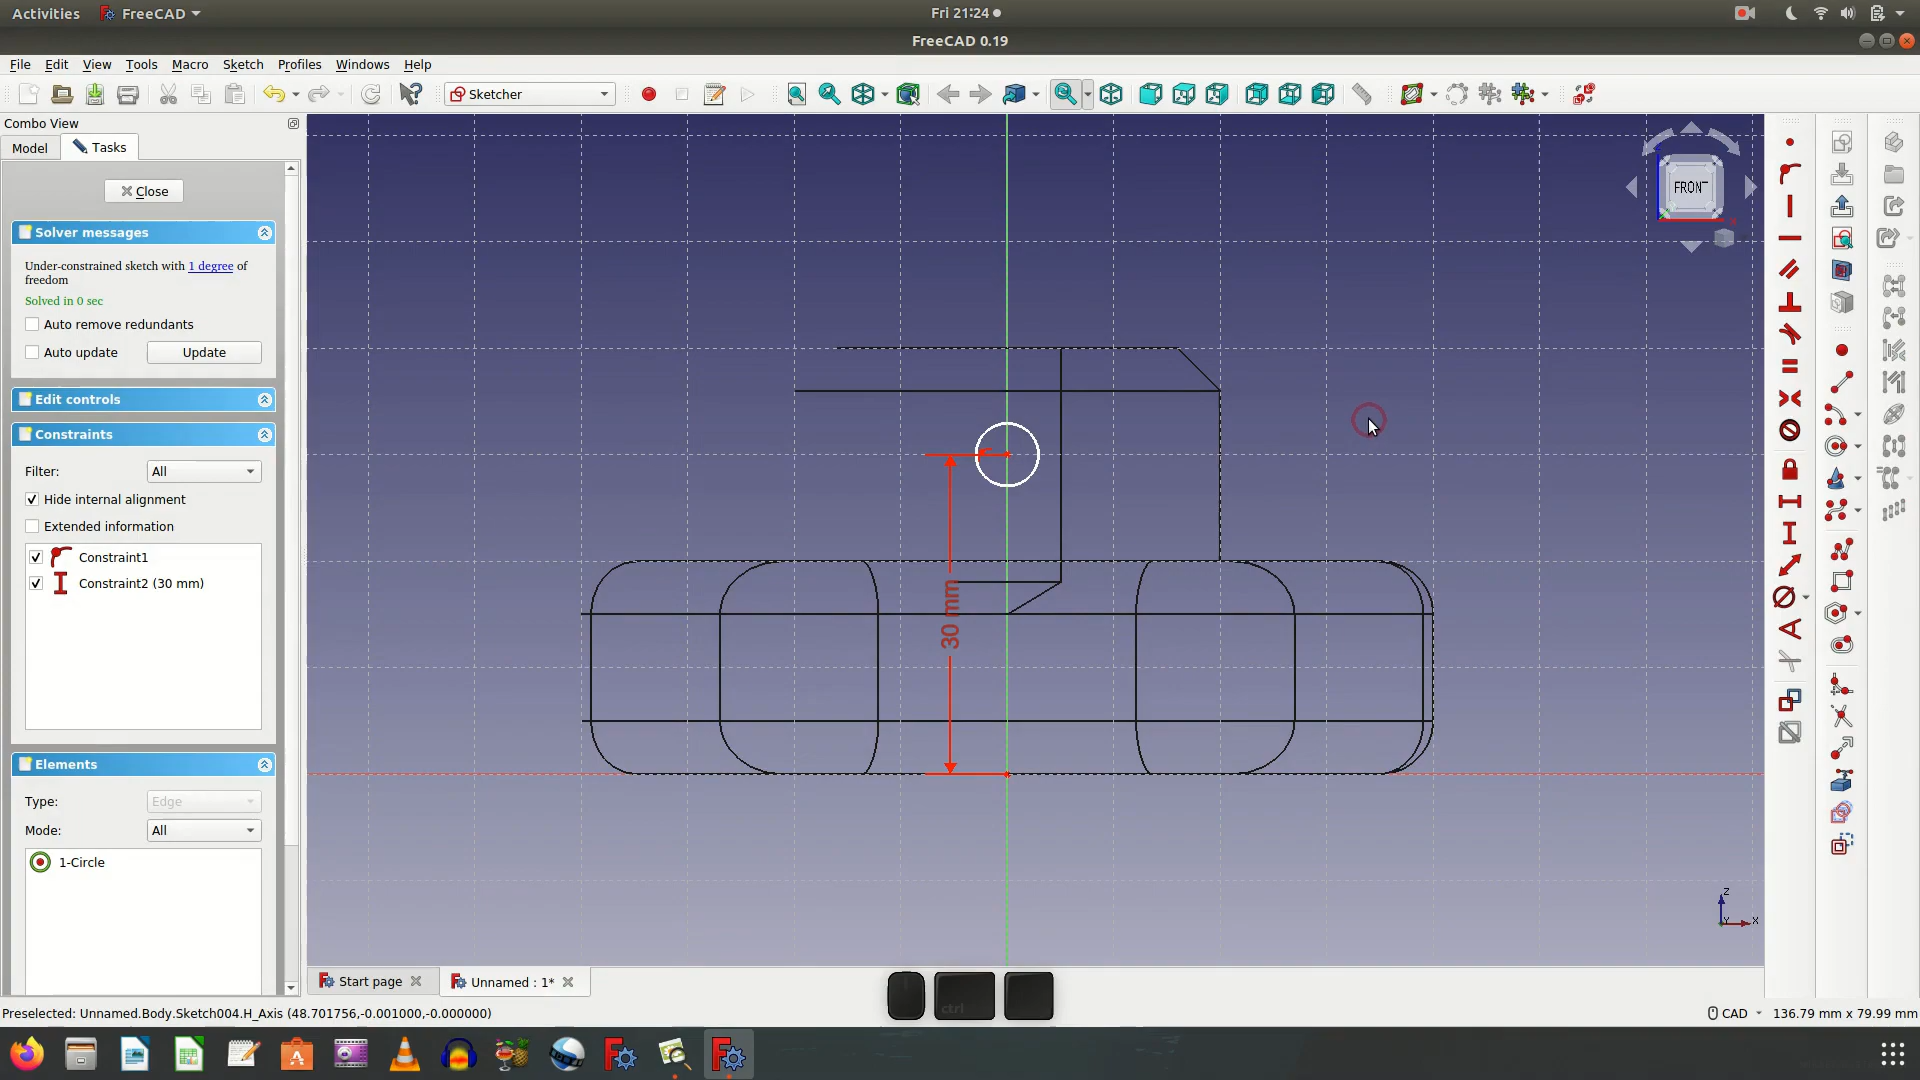 Activities
FreeCAD
Fri 21:24
FreeCAD 0.19
File Edit View Tools Macro Sketch Profiles Windows Help
Sketcher
Combo View
Model
Tasks
Close
Solver messages
Under-constrained sketch with 1 degree of
freedom
Solved in 0 sec
Auto remove redundants
Auto update
Update
Edit controls
Constraints
Filter:
All
Hide internal alignment
Extended information
Constraint1
Constraint2 (30 mm)
Elements
Type:
Edge
Mode:
All
1-Circle
30 mm
FRONT
Z
Y
X
Start page
Unnamed : 1*
ctrl
Preselected: Unnamed.Body.Sketch004.H_Axis (48.701756,-0.001000,-0.000000)
CAD
136.79 mm x 79.99 mm